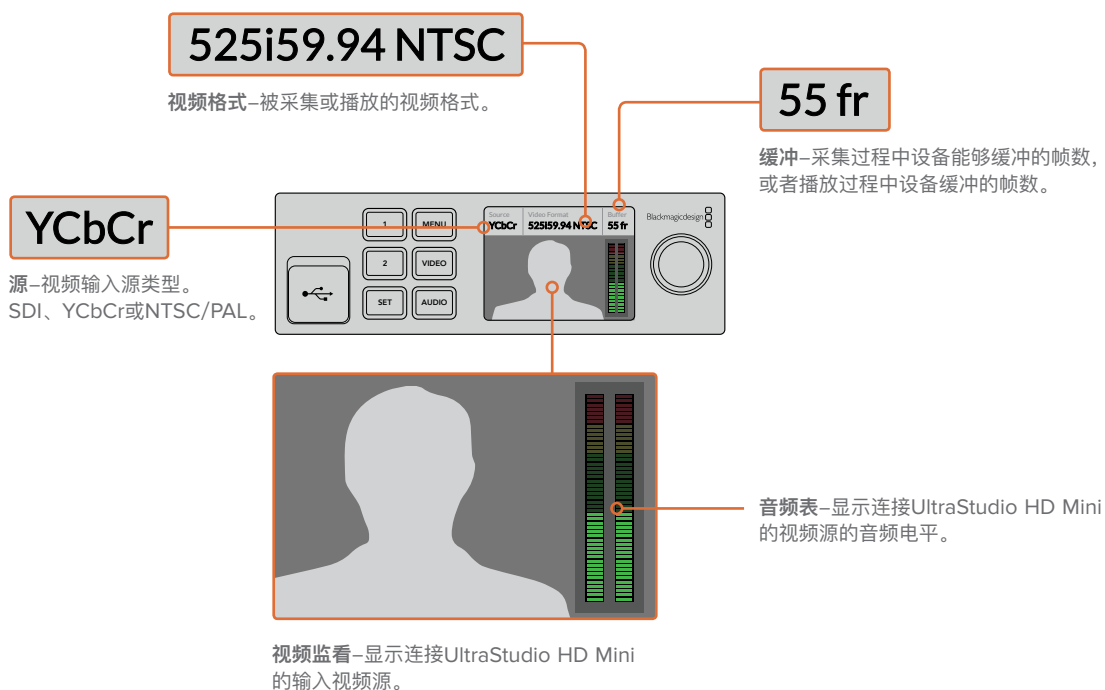 525i59.94 NTSC
视频格式–被采集或播放的视频格式。
55 fr
缓冲–采集过程中设备能够缓冲的帧数，
或者播放过程中设备缓冲的帧数。
YCbCr
源–视频输入源类型。
SDI、YCbCr或NTSC/PAL。
1
MENU
2
VIDEO
SET
AUDIO
Source
Video Format
Buffer
YCbCr
525i59.94 NTSC
55 fr
Blackmagicdesign
音频表–显示连接UltraStudio HD Mini
的视频源的音频电平。
视频监看–显示连接UltraStudio HD Mini
的输入视频源。